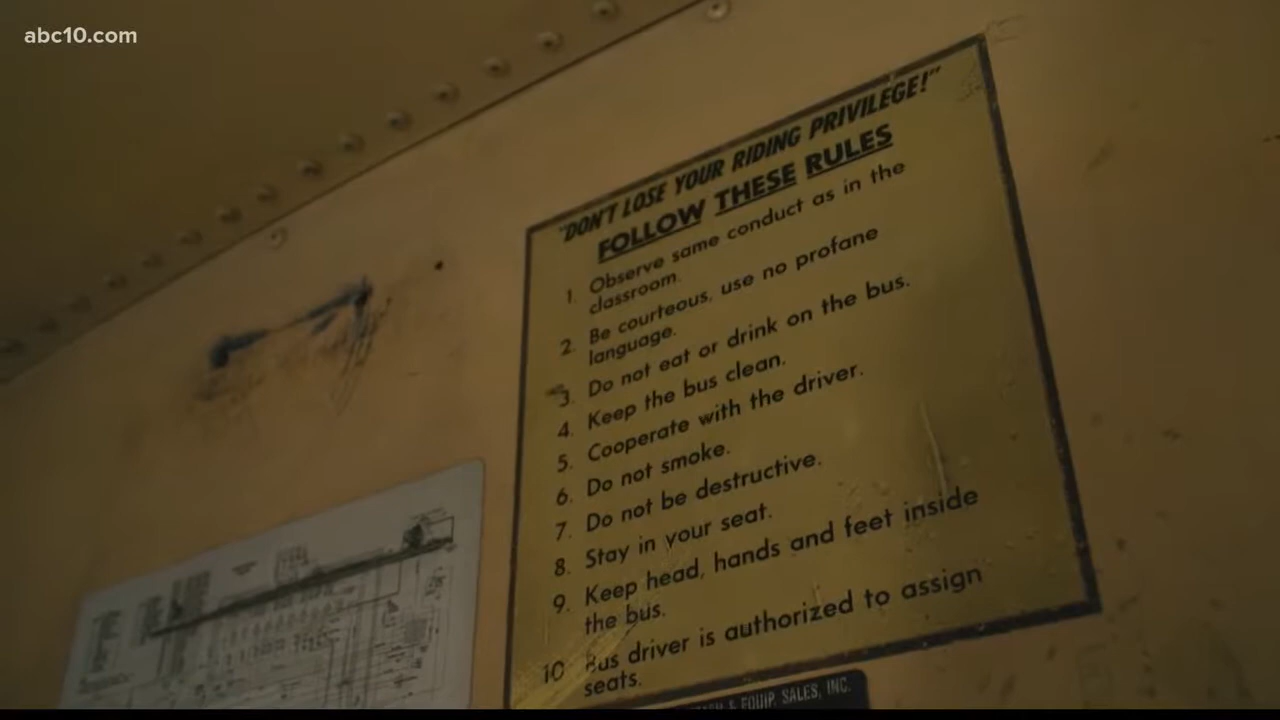 abc10.com
"DON'T LOSE YOUR RIDING PRIVILEGE!"
FOLLOW THESE RULES
1. Observe same conduct as in the
classroom.
2. Be courteous, use no profane
language.
3. Do not eat or drink on the bus.
4. Keep the bus clean.
5. Cooperate with the driver.
6. Do not smoke.
7. Do not be destructive.
8. Stay in your seat.
9. Keep head, hands and feet inside
the bus.
10 Bus driver is authorized to assign
seats.
& EQUIP. SALES, INC.